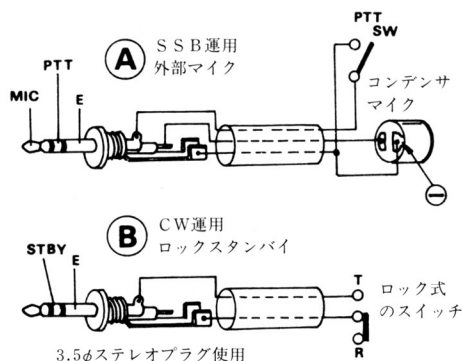 PTT
SW
A
SSB運用
外部マイク
PTT
MIC
E
コンデンサ
マイク
⊖
B
CW運用
ロックスタンバイ
STBY
E
T
ロック式
のスイッチ
R
3.5φステレオプラグ使用